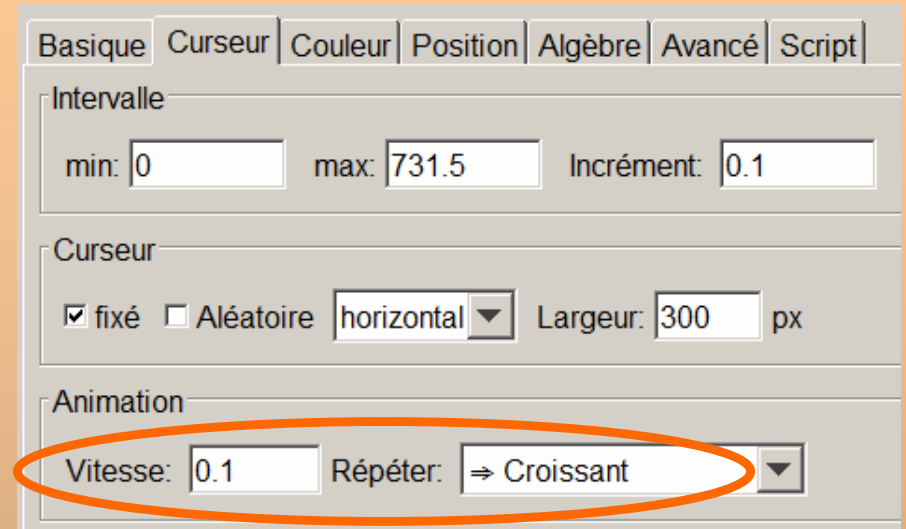 Basique Curseur Couleur Position Algèbre Avancé Script
Intervalle
min: 0 max: 731.5 Incrément: 0.1
Curseur
fixé Aléatoire horizontal Largeur: 300 px
Animation
Vitesse: 0.1 Répéter: ⇒ Croissant